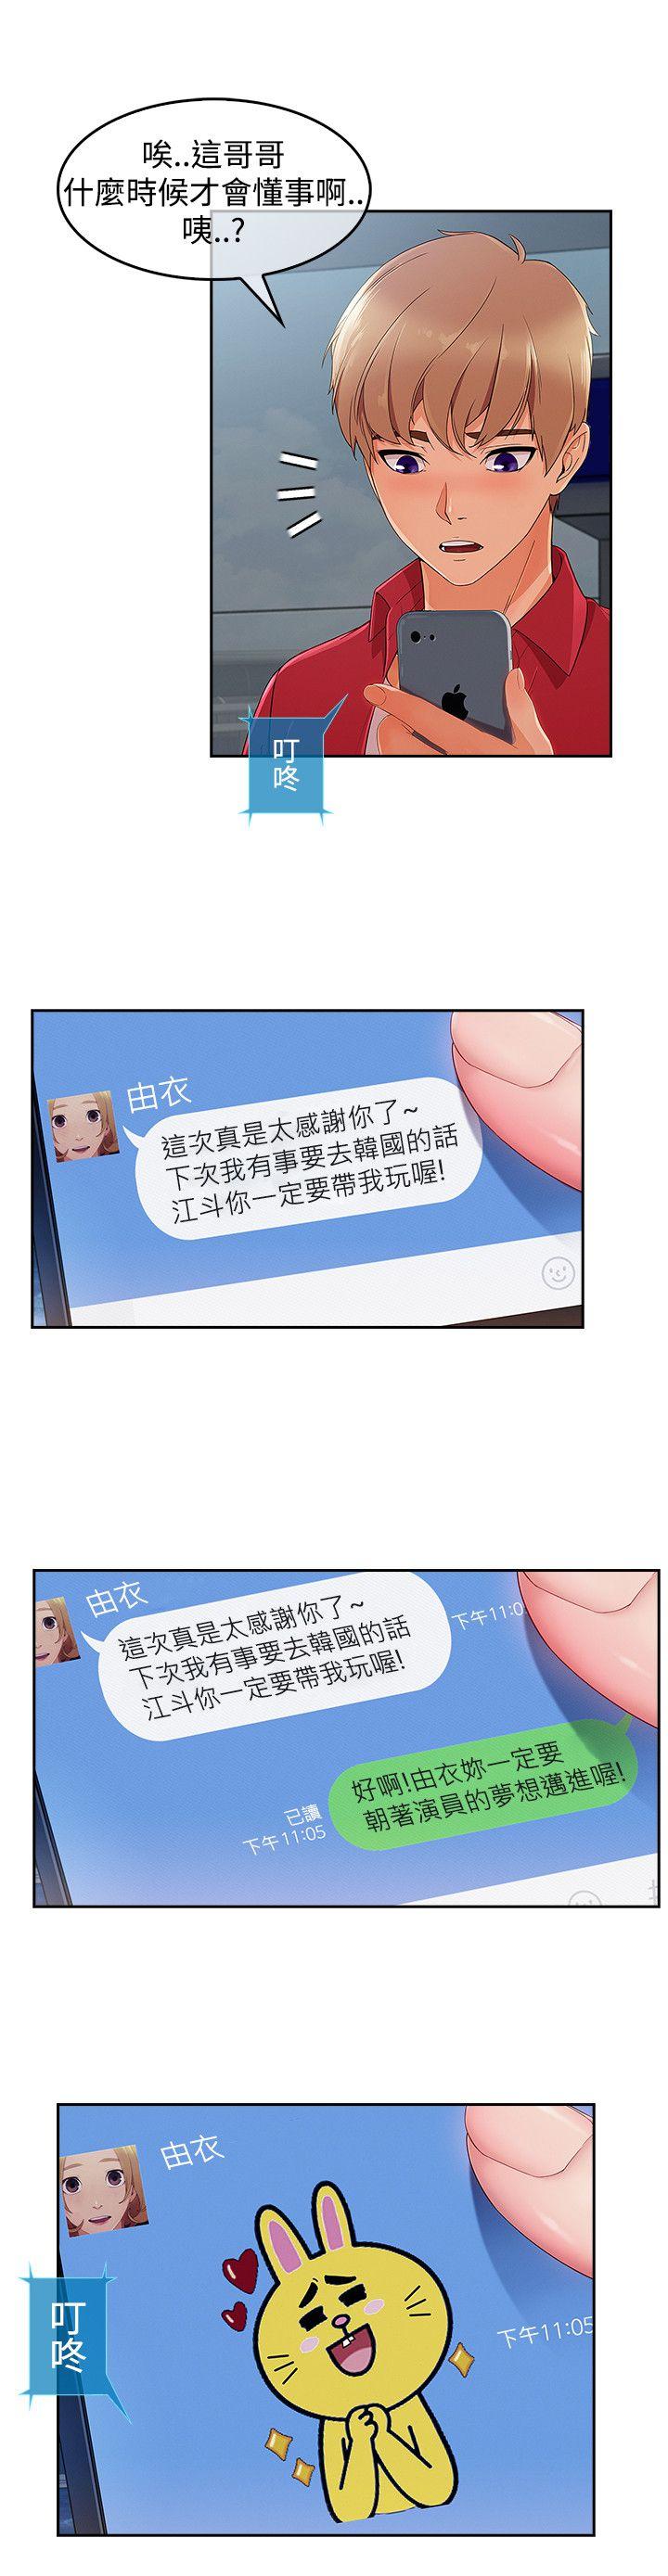 唉..這哥哥
什麼時候才會懂事啊..
咦..?
叮咚
由衣
這次真是太感謝你了~
下次我有事要去韓國的話
江斗你一定要帶我玩喔!
由衣
這次真是太感謝你了~
下次我有事要去韓國的話
江斗你一定要帶我玩喔!
下午11:0
好啊!由衣妳一定要
朝著演員的夢想邁進喔!
已讀
下午11:05
由衣
叮咚
下午11:05